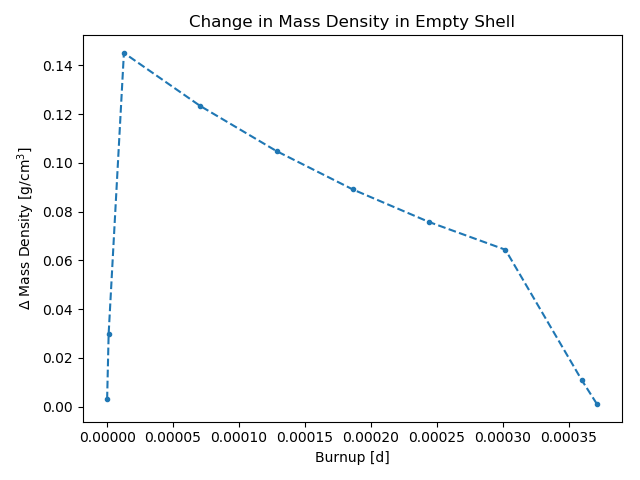 Change in Mass Density in Empty Shell
Δ Mass Density [g/cm³]
0.14
0.12
0.10
0.08
0.06
0.04
0.02
0.00
0.00000 0.00005 0.00010 0.00015 0.00020 0.00025 0.00030 0.00035
Burnup [d]